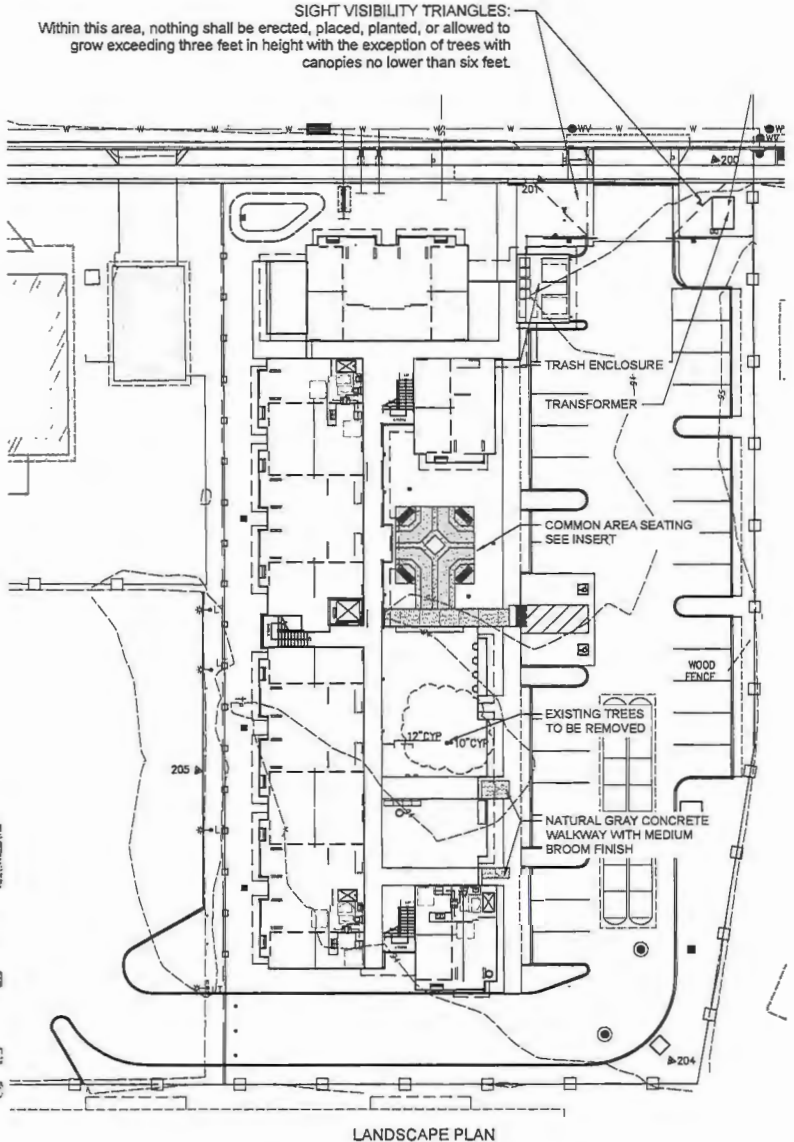 SIGHT VISIBILITY TRIANGLES:
Within this area, nothing shall be erected, placed, planted, or allowed to
grow exceeding three feet in height with the exception of trees with
canopies no lower than six feet.
200
201
TRASH ENCLOSURE
TRANSFORMER
COMMON AREA SEATING
SEE INSERT
WOOD
FENCE
EXISTING TREES
TO BE REMOVED
12"CYP
10"CYP
205
NATURAL GRAY CONCRETE
WALKWAY WITH MEDIUM
BROOM FINISH
204
LANDSCAPE PLAN